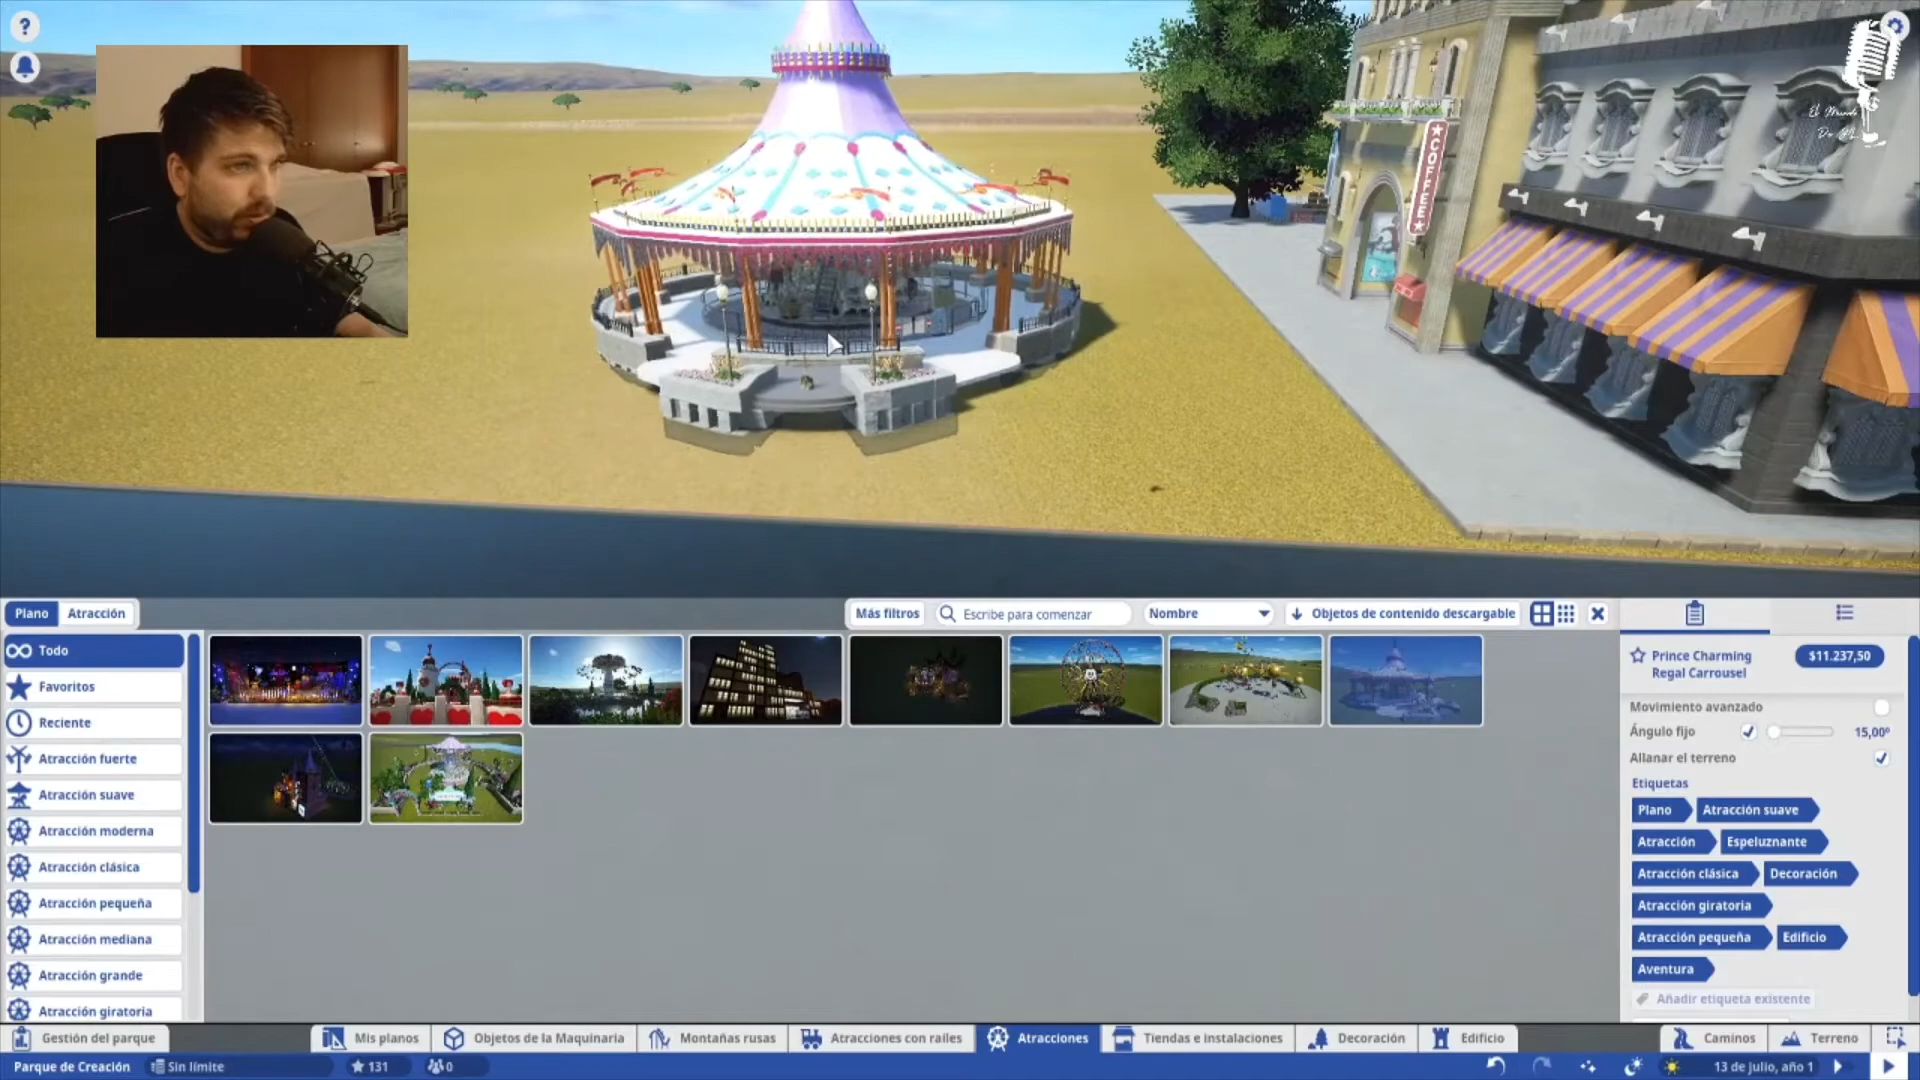 El Mundo
De JL
COFFEE
Plano
Atracción
Más filtros
Escribe para comenzar
Nombre
Objetos de contenido descargable
Todo
Favoritos
Reciente
Atracción fuerte
Atracción suave
Atracción moderna
Atracción clásica
Atracción pequeña
Atracción mediana
Atracción grande
Atracción giratoria
Prince Charming
Regal Carrousel
$11.237,50
Movimiento avanzado
Ángulo fijo
15,00º
Allanar el terreno
Etiquetas
Plano
Atracción suave
Atracción
Espeluznante
Atracción clásica
Decoración
Atracción giratoria
Atracción pequeña
Edificio
Aventura
Añadir etiqueta existente
Gestión del parque
Mis planos
Objetos de la Maquinaria
Montañas rusas
Atracciones con raíles
Atracciones
Tiendas e instalaciones
Decoración
Edificio
Caminos
Terreno
Parque de Creación
Sin límite
131
0
13 de julio, año 1